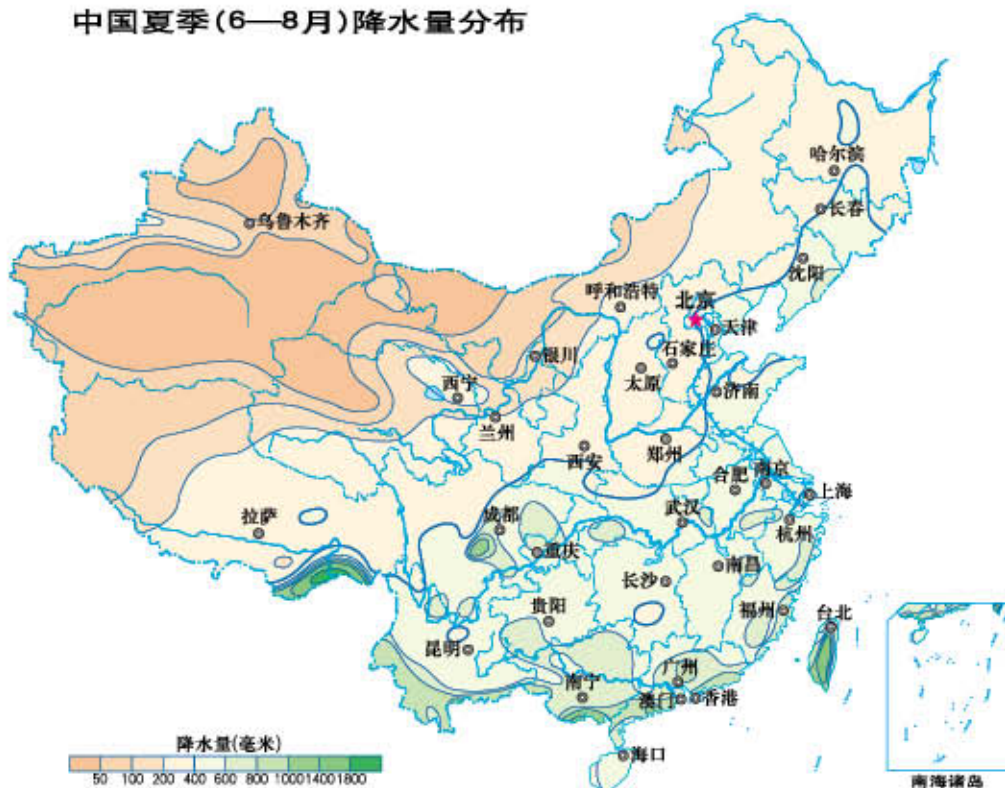 中国夏季(6—8月)降水量分布
哈尔滨
长春
乌鲁木齐
沈阳
呼和浩特
北京
天津
银川
石家庄
太原
西宁
济南
兰州
郑州
西安
合肥
南京
上海
拉萨
成都
武汉
杭州
重庆
南昌
长沙
贵阳
福州
台北
昆明
广州
南宁
澳门
香港
海口
降水量(毫米)
50 100 200 400 600 800 1000 1400 1800
南海诸岛